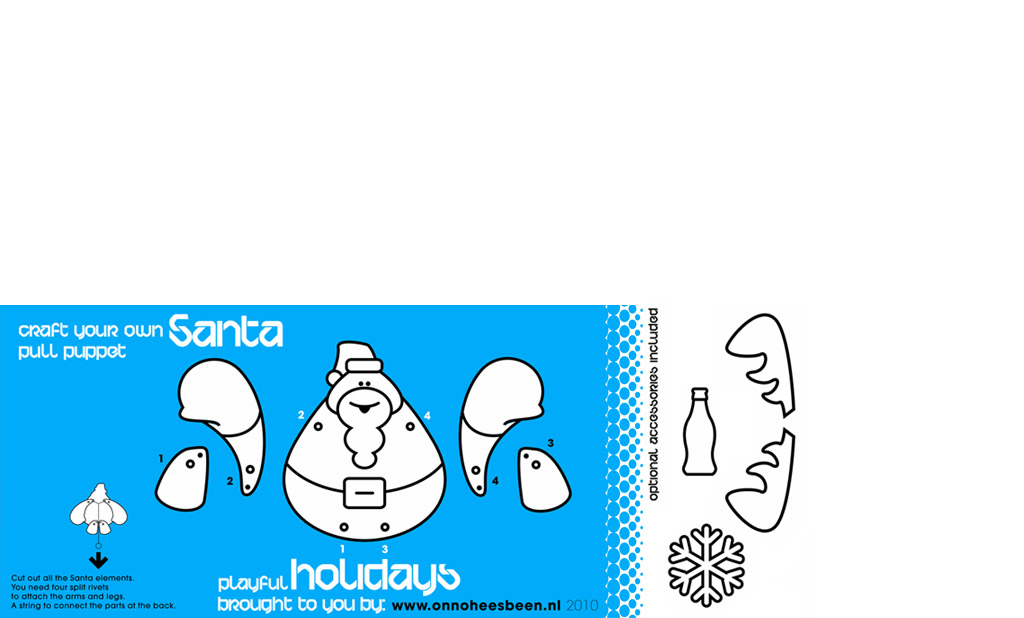 craft your own Santa
pull puppet
2
4
1
2
3
4
1
3
Cut out all the Santa elements.
You need four split rivets
to attach the arms and legs.
A string to connect the parts at the back.
playful holidays
brought to you by: www.onnoheesbeen.nl 2010
optional accessories included